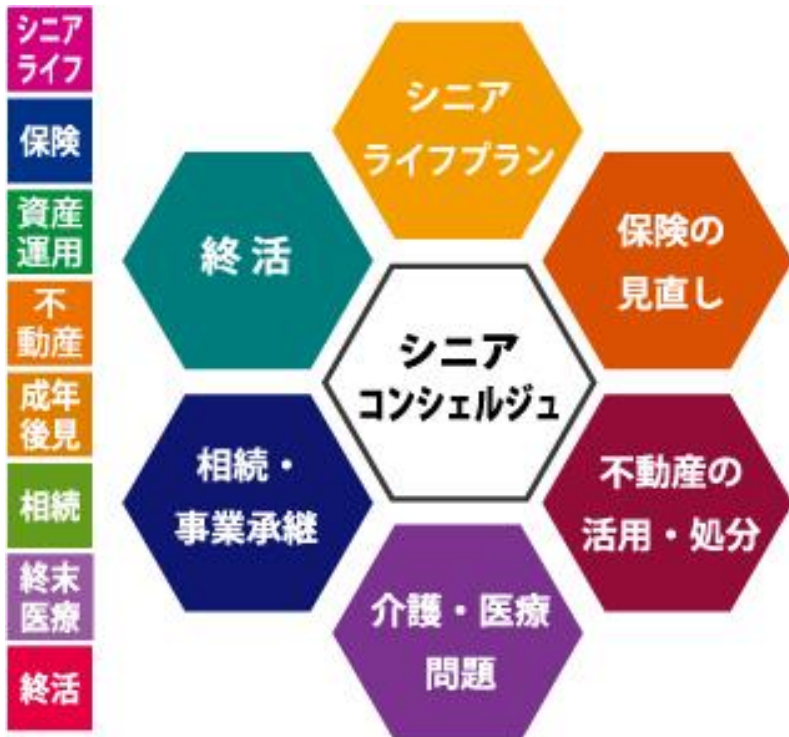 シニア
ライフ
保険
資産
運用
不
動産
成年
後見
相続
終末
医療
終活
シニア
ライフプラン
保険の
見直し
不動産の
活用・処分
介護・医療
問題
相続・
事業承継
終活
シニア
コンシェルジュ